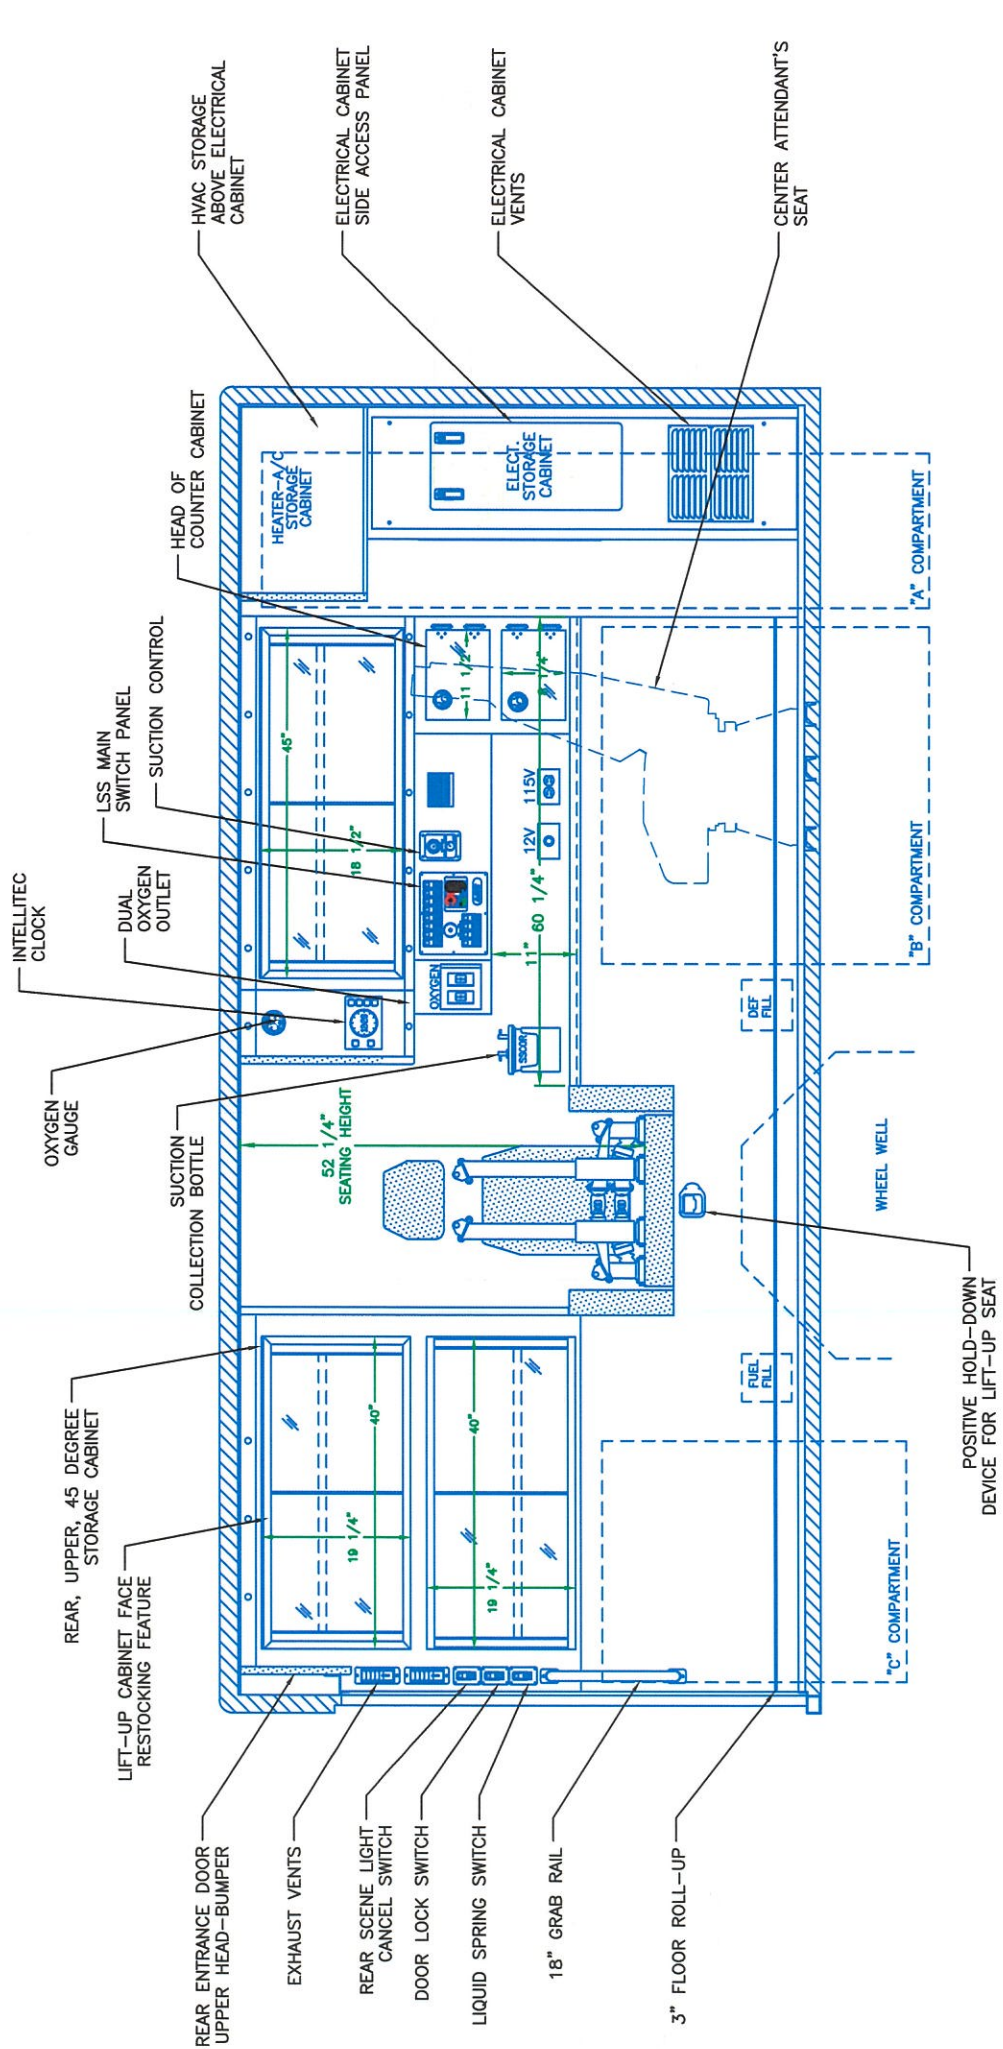 HVAC STORAGE
ABOVE ELECTRICAL
CABINET
ELECTRICAL CABINET
SIDE ACCESS PANEL
ELECTRICAL CABINET
VENTS
CENTER ATTENDANT'S
SEAT
HEAD OF
COUNTER CABINET
SUCTION CONTROL
LSS MAIN
SWITCH PANEL
DUAL
OXYGEN
OUTLET
INTELLITEC
CLOCK
OXYGEN
GAUGE
SUCTION
COLLECTION BOTTLE
REAR, UPPER, 45 DEGREE
STORAGE CABINET
LIFT-UP CABINET FACE
RESTOCKING FEATURE
REAR ENTRANCE DOOR
UPPER HEAD-BUMPER
EXHAUST VENTS
REAR SCENE LIGHT
CANCEL SWITCH
DOOR LOCK SWITCH
LIQUID SPRING SWITCH
18" GRAB RAIL
3" FLOOR ROLL-UP
POSITIVE HOLD-DOWN
DEVICE FOR LIFT-UP SEAT
HEATER-A/C
STORAGE
CABINET
ELECT.
STORAGE
CABINET
"A" COMPARTMENT
"B" COMPARTMENT
"C" COMPARTMENT
WHEEL WELL
DEF
FILL
FUEL
FILL
45"
18 1/2"
11 1/2"
12V
115V
11"
60 1/4"
OXYGEN
SSCOR
52 1/4"
SEATING HEIGHT
40"
19 1/4"
40"
19 1/4"